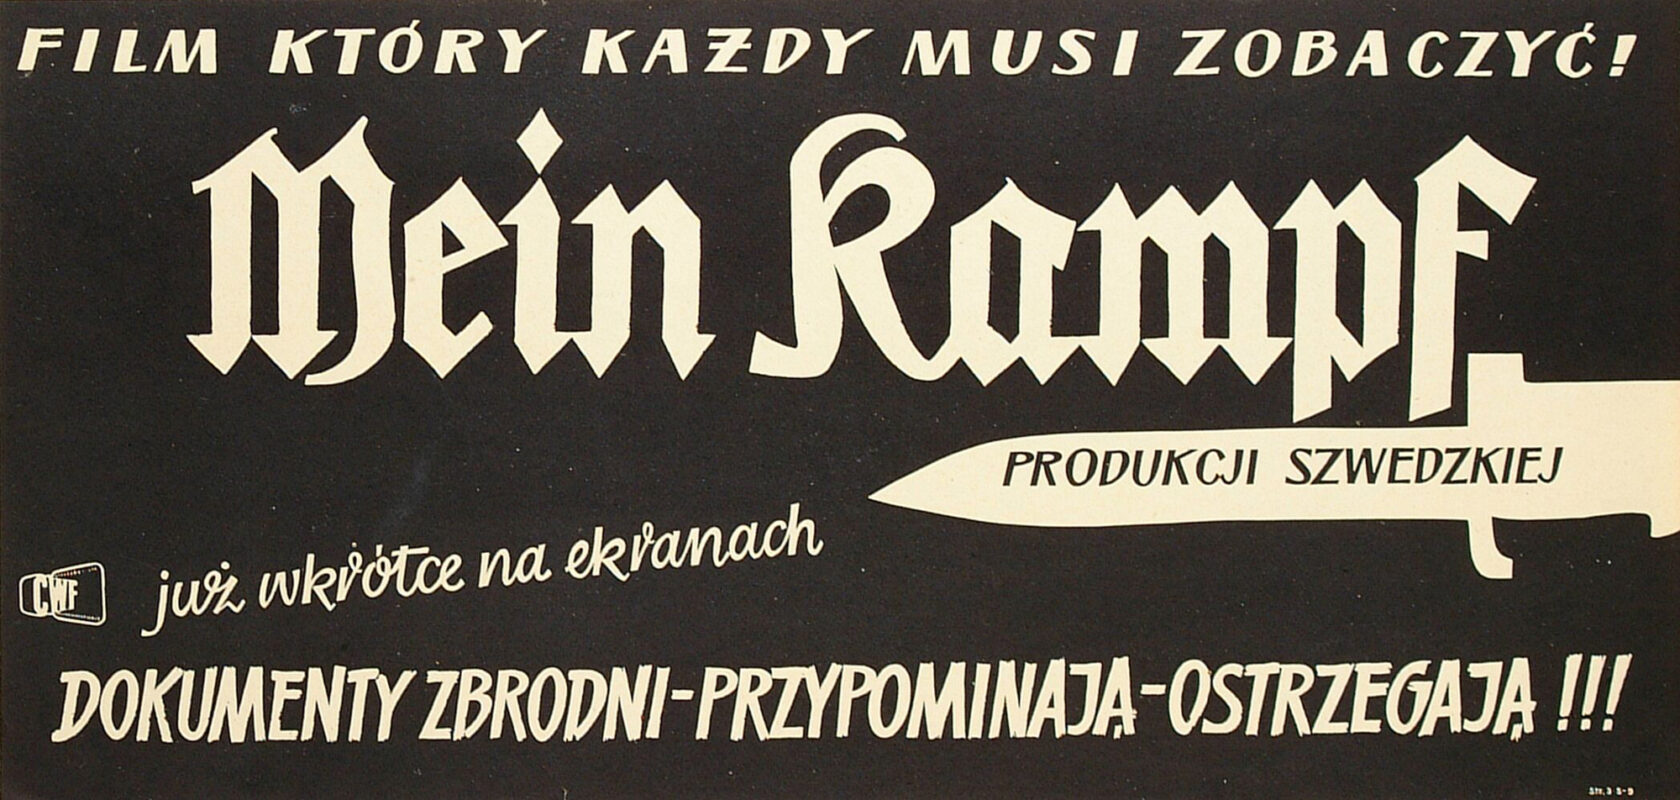 FILM KTÓRY KAŻDY MUSI ZOBACZYĆ!
Mein Kampf
PRODUKCJI SZWEDZKIEJ
już wkrótce na ekranach
CWF
DOKUMENTY ZBRODNI-PRZYPOMINAJĄ-OSTRZEGAJĄ!!!